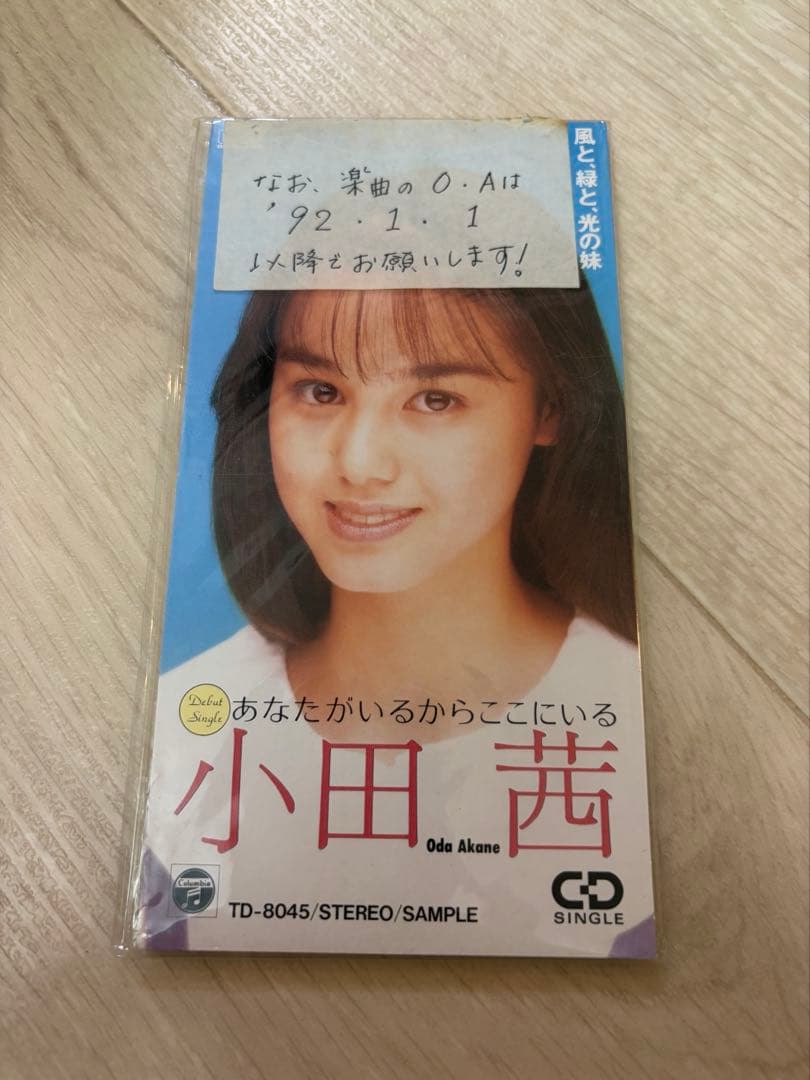 なお、楽曲の O・Aは
'92・1・1
以降でお願いします!
風と、緑と、光の妹
Debut Single
あなたがいるからここにいる
小田 茜
Oda Akane
Columbia
TD-8045/STEREO/SAMPLE
CD
SINGLE